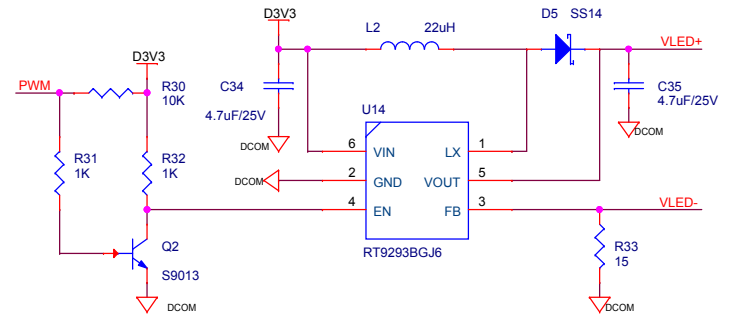 D3V3
L2 22uH
D5 SS14
VLED+
D3V3
PWM
R30
10K
C34
4.7uF/25V
C35
4.7uF/25V
U14
DCOM
DCOM
R31
1K
R32
1K
6 VIN LX 1
DCOM 2 GND VOUT 5
4 EN FB 3
VLED-
Q2
S9013
RT9293BGJ6
R33
15
DCOM
DCOM